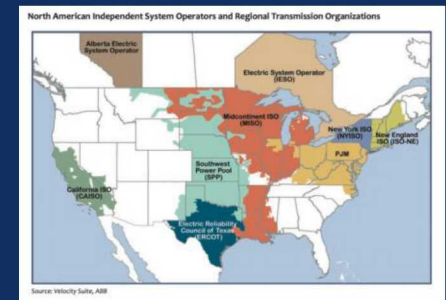 North American Independent System Operators and Regional Transmission Organizations
Alberta Electric
System Operator
Electric System Operator
(IESO)
Midcontinent ISO
(MISO)
New York ISO
(NYISO)
New England
ISO (ISO-NE)
PJM
Southwest
Power Pool
(SPP)
California ISO
(CAISO)
Electric Reliability
Council of Texas
(ERCOT)
Source: Velocity Suite, ABB